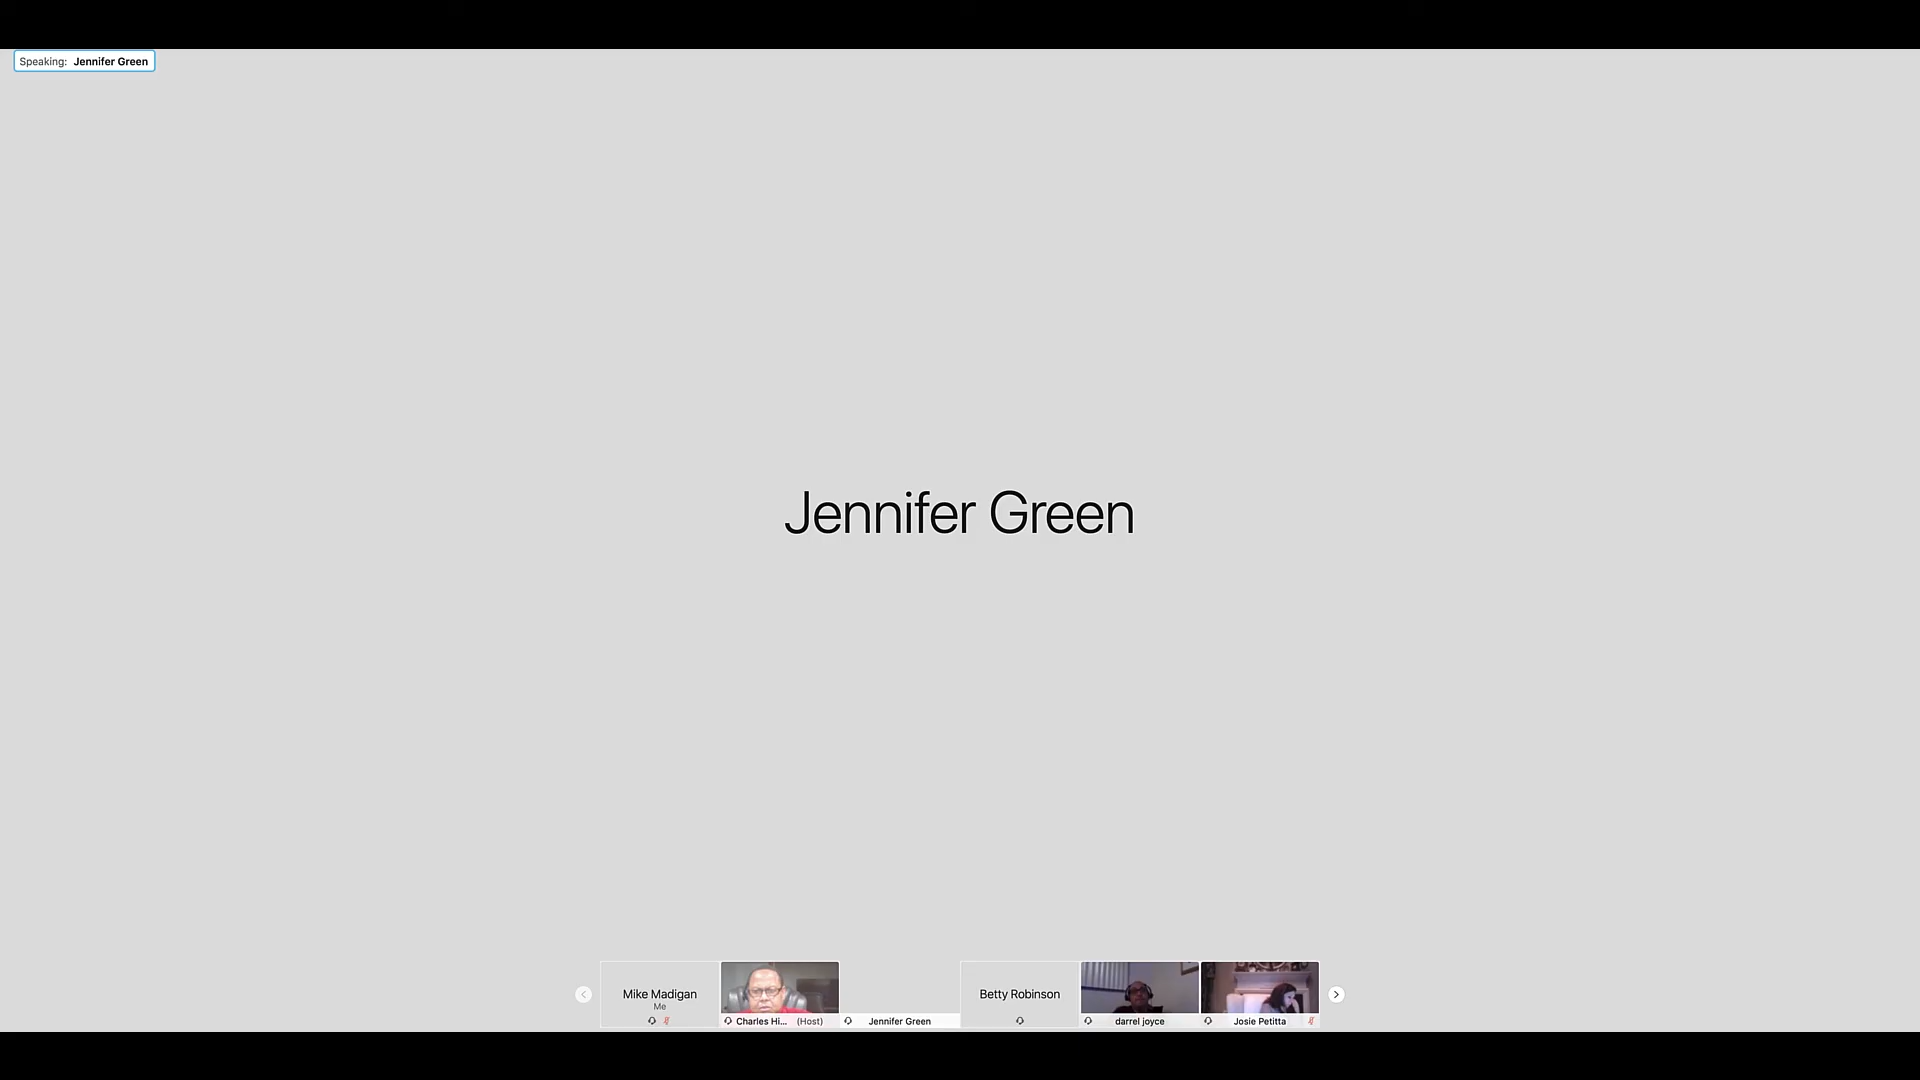 Speaking: Jennifer Green
Jennifer Green
Mike Madigan
Me
Charles Hi... (Host)
Jennifer Green
Betty Robinson
darrel joyce
Josie Petitta